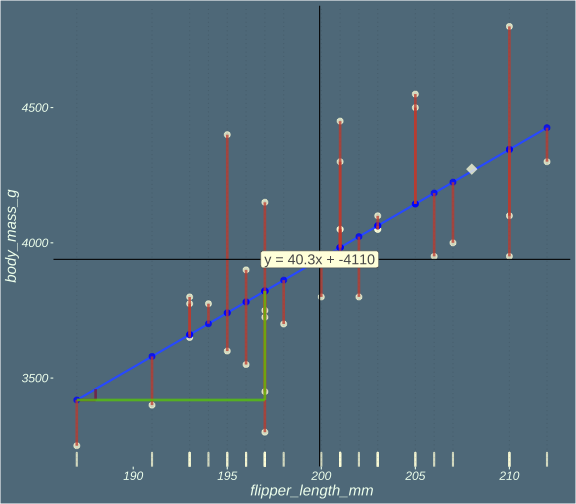 4500
4000
3500
body_mass_g
y = 40.3x + -4110
190
195
200
205
210
flipper_length_mm